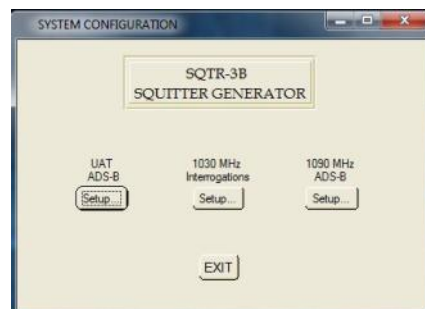 SYSTEM CONFIGURATION
SQTR-3B
SQUITTER GENERATOR
UAT
ADS-B
Setup...
1030 MHz
Interrogations
Setup...
1090 MHz
ADS-B
Setup...
EXIT